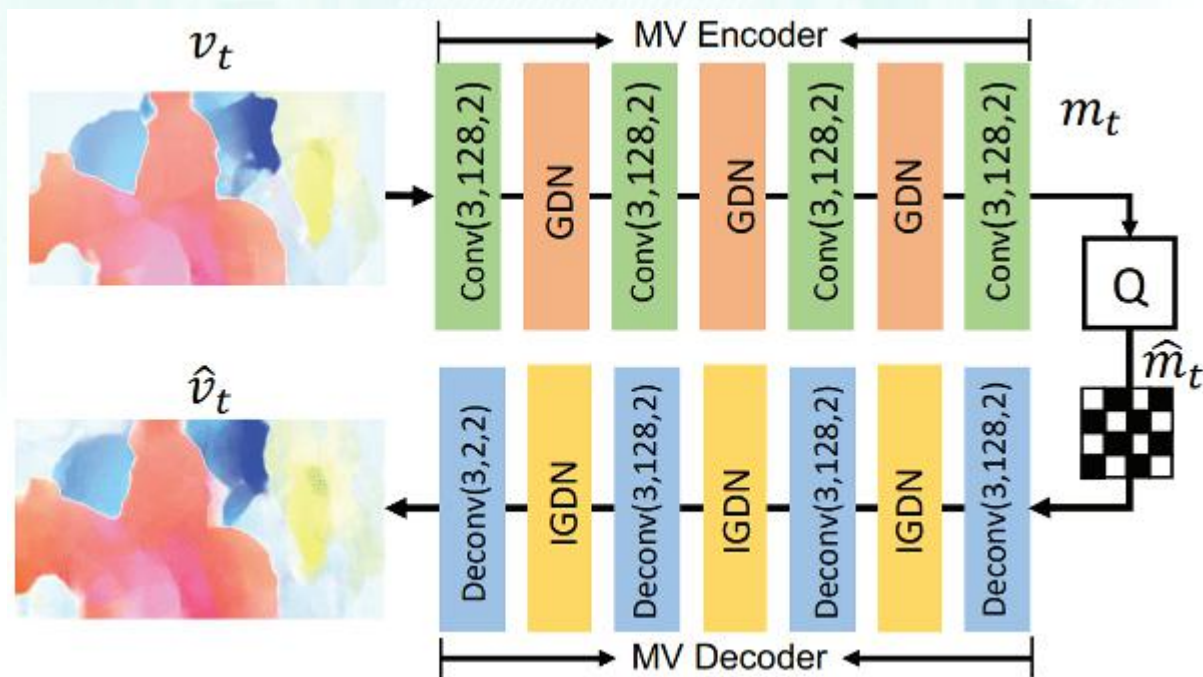 MV Encoder
v_t
Conv(3,128,2)
GDN
Conv(3,128,2)
GDN
Conv(3,128,2)
GDN
Conv(3,128,2)
m_t
Q
m̂_t
v̂_t
Deconv(3,2,2)
IGDN
Deconv(3,128,2)
IGDN
Deconv(3,128,2)
IGDN
Deconv(3,128,2)
MV Decoder